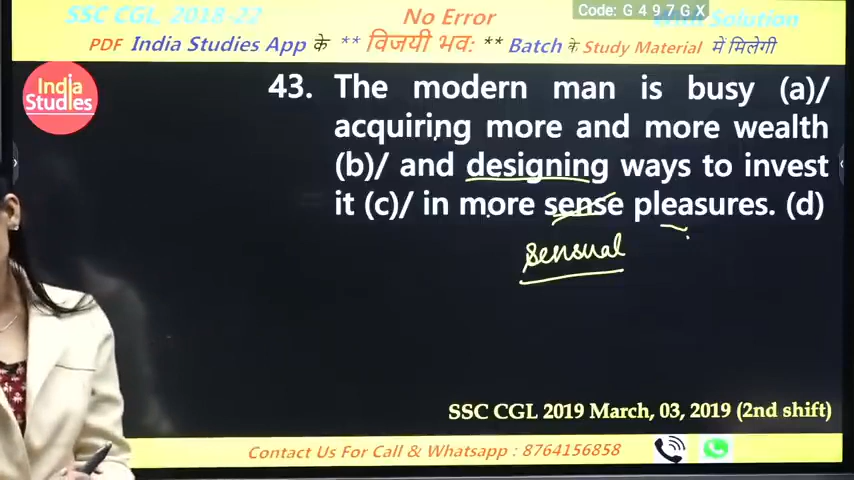 SSC CGL, 2018-22
No Error
Code: G 4 9 7 G X
With Solution
PDF India Studies App के ** विजयी भव: ** Batch के Study Material में मिलेगी
India
Studies
43. The modern man is busy (a)/
acquiring more and more wealth
(b)/ and designing ways to invest
it (c)/ in more sense pleasures. (d)
sensual
SSC CGL 2019 March, 03, 2019 (2nd shift)
Contact Us For Call & Whatsapp : 8764156858